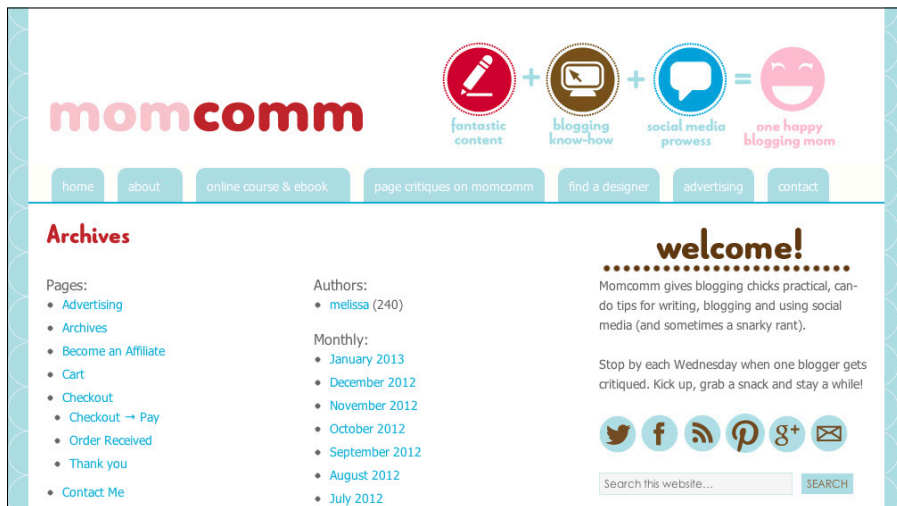 momcomm
+ + =
fantastic content
blogging know-how
social media prowess
one happy blogging mom
home about online course & ebook page critiques on momcomm find a designer advertising contact
Archives
Pages:
Advertising
Archives
Become an Affiliate
Cart
Checkout
Checkout → Pay
Order Received
Thank you
Contact Me
Authors:
melissa (240)
Monthly:
January 2013
December 2012
November 2012
October 2012
September 2012
August 2012
July 2012
welcome!
Momcomm gives blogging chicks practical, can-
do tips for writing, blogging and using social
media (and sometimes a snarky rant).
Stop by each Wednesday when one blogger gets
critiqued. Kick up, grab a snack and stay a while!
g+
Search this website... SEARCH